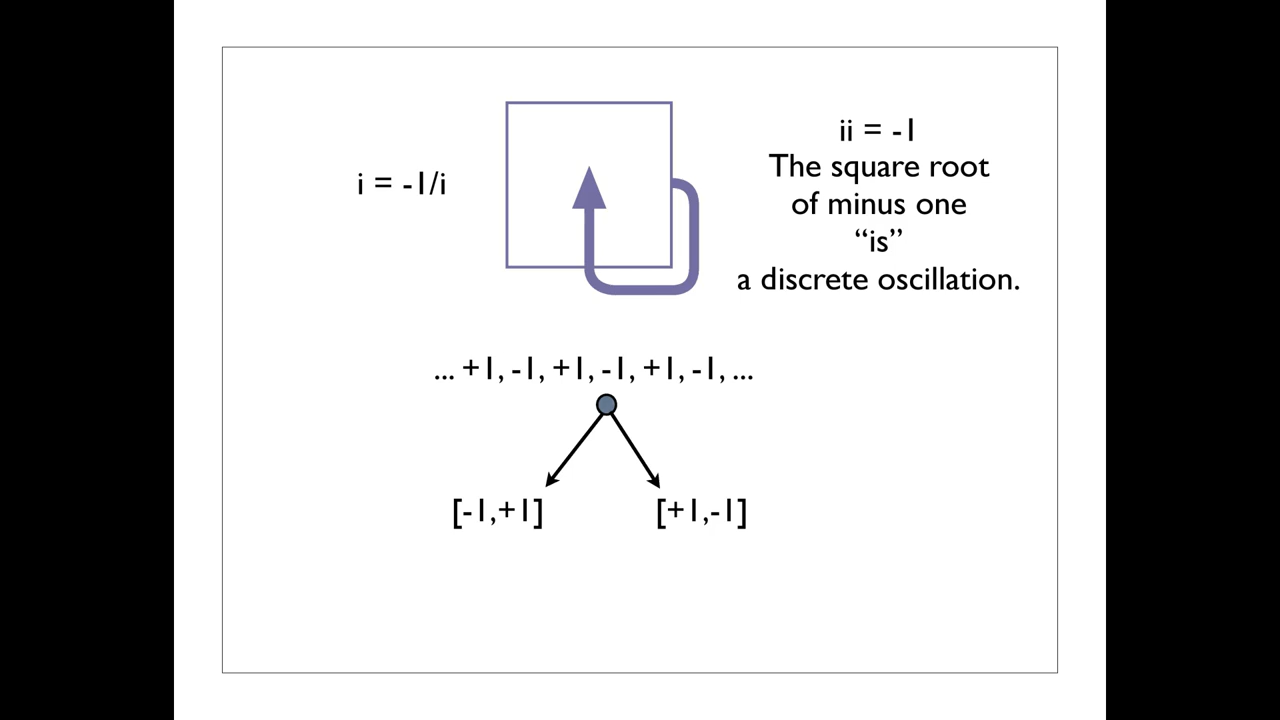 i = -1/i
ii = -1
The square root
of minus one
“is”
a discrete oscillation.
... +1, -1, +1, -1, +1, -1, ...
[-1,+1]
[+1,-1]